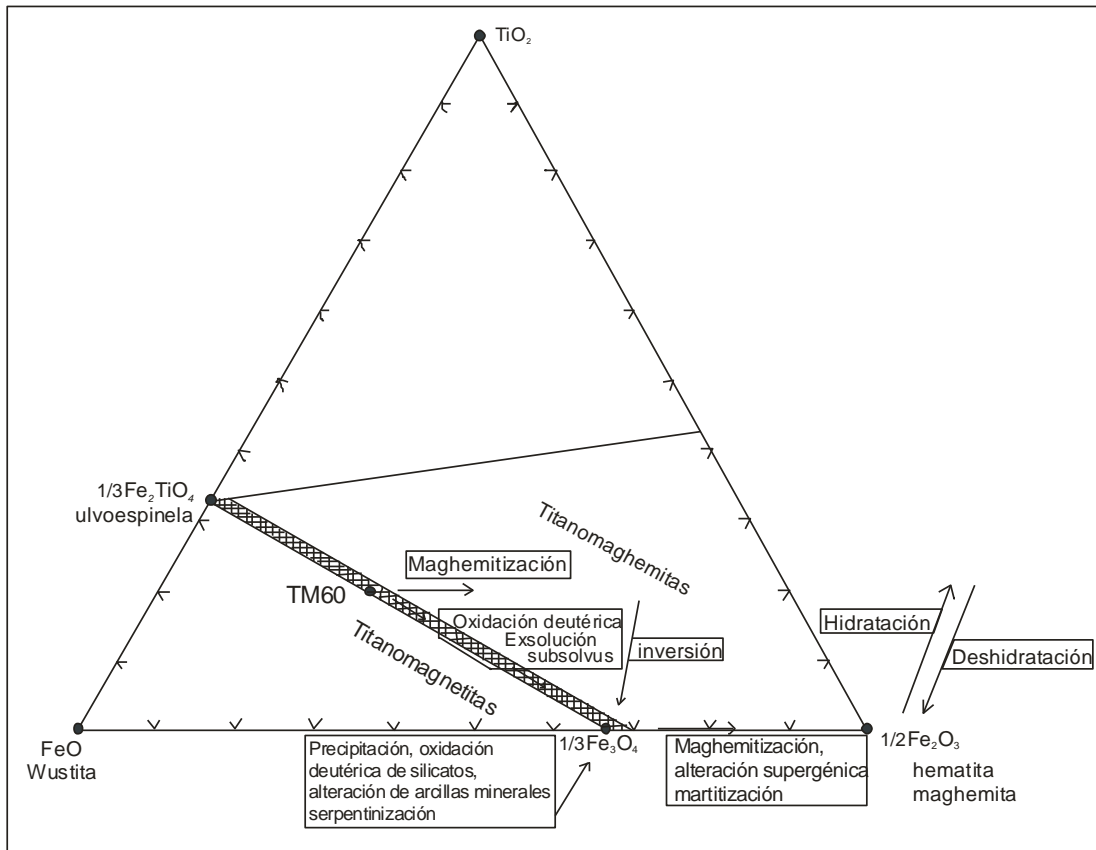 TiO₂
1/3Fe₂TiO₄
ulvoespinela
TM60
Maghemitización
Titanomaghemitas
Oxidación deutérica
Exsolución
subsolvus
inversión
Titanomagnetitas
Hidratación
Deshidratación
FeO
Wustita
1/3Fe₃O₄
1/2Fe₂O₃
hematita
maghemita
Precipitación, oxidación
deutérica de silicatos,
alteración de arcillas minerales
serpentinización
Maghemitización,
alteración supergénica
martitización